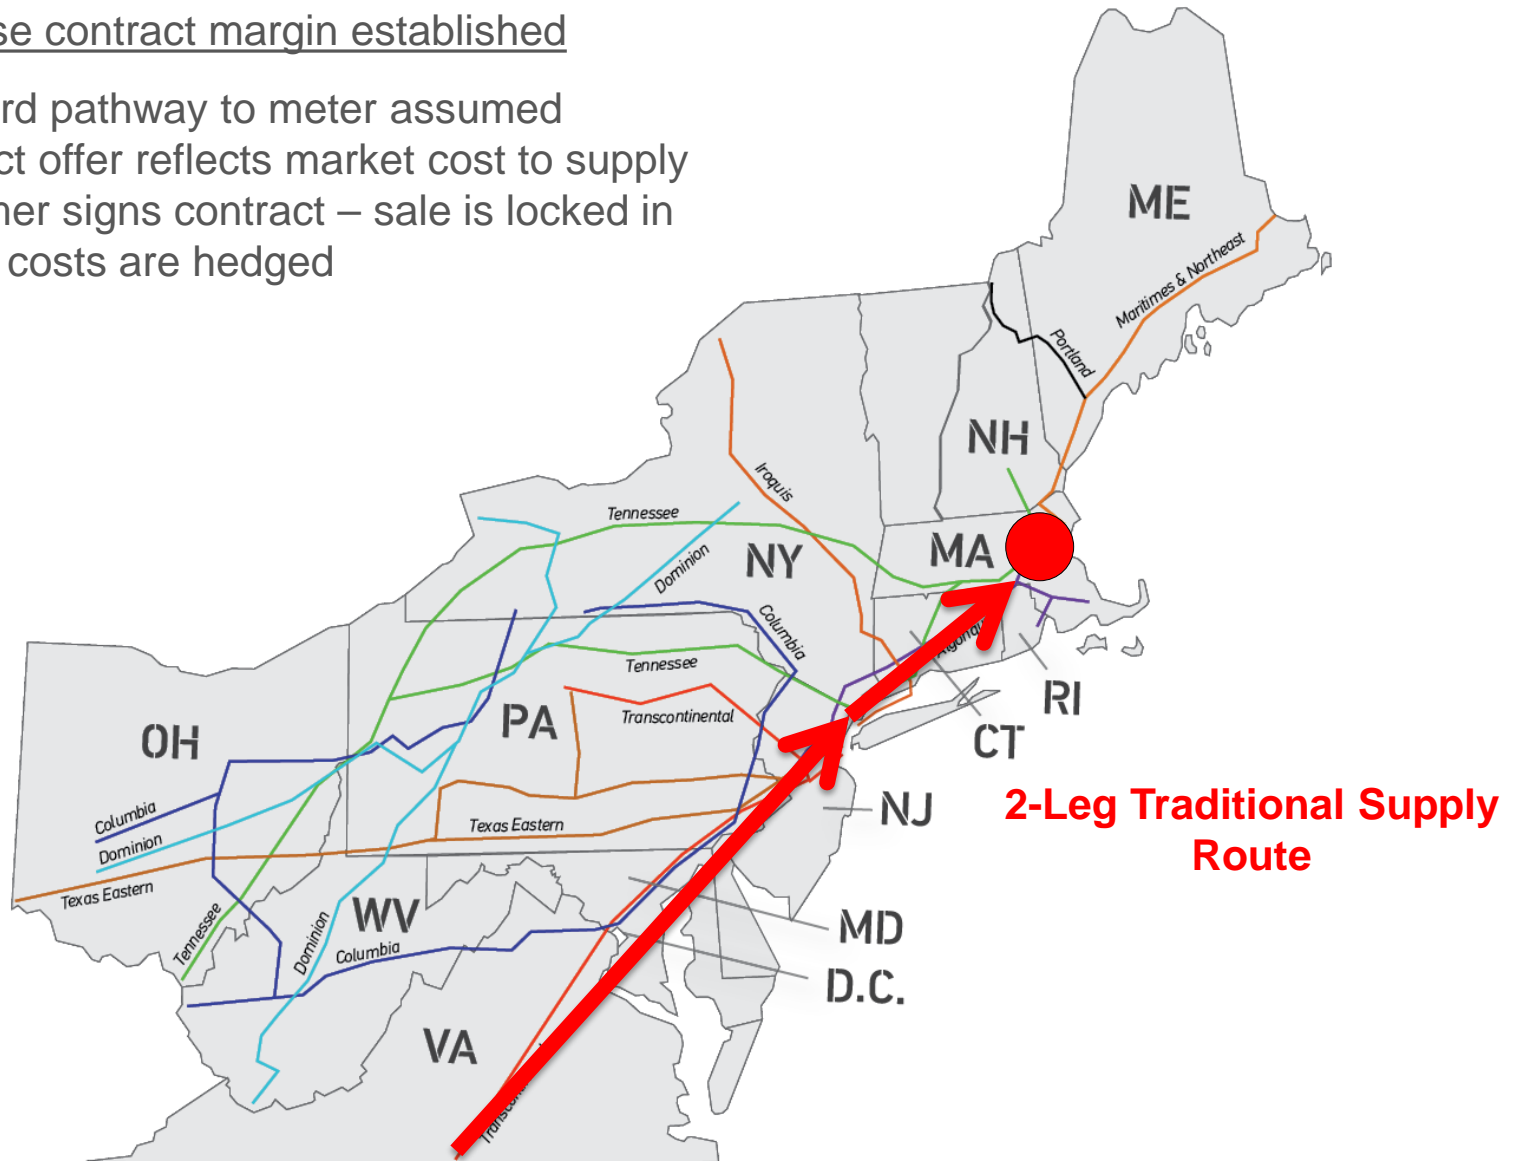 se contract margin established
rd pathway to meter assumed
ct offer reflects market cost to supply
ner signs contract – sale is locked in
costs are hedged
ME
Maritimes & Northeast
Portland
NH
Iroquis
Tennessee
Dominion
NY
MA
Columbia
Algonqu
Tennessee
RI
PA
Transcontinental
OH
CT
2-Leg Traditional Supply
Route
NJ
Columbia
Texas Eastern
Dominion
Texas Eastern
WV
MD
Tennessee
Dominion
Columbia
D.C.
VA